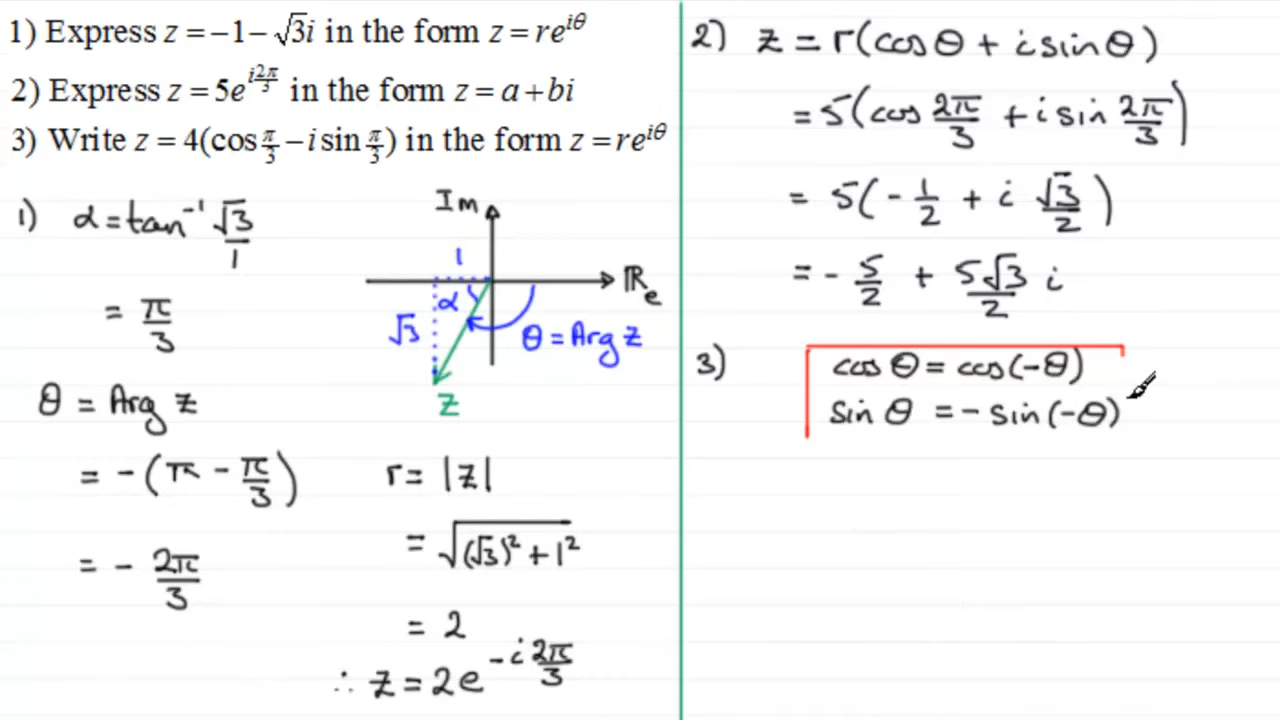 1) Express z = −1 − √3i in the form z = re^{iθ}
2) Express z = 5e^{i2π/3} in the form z = a + bi
3) Write z = 4(cos π/3 − i sin π/3) in the form z = re^{iθ}
1) α = tan⁻¹ √3/1
= π/3
Im
Re
1
α
√3
θ = Arg z
z
θ = Arg z
= −(π − π/3)
= − 2π/3
r = |z|
= √((√3)² + 1²)
= 2
∴ z = 2e^{−i2π/3}
2) z = r(cos θ + i sin θ)
= 5(cos 2π/3 + i sin 2π/3)
= 5(− 1/2 + i √3/2)
= − 5/2 + 5√3/2 i
3) cos θ = cos(−θ)
sin θ = − sin(−θ)